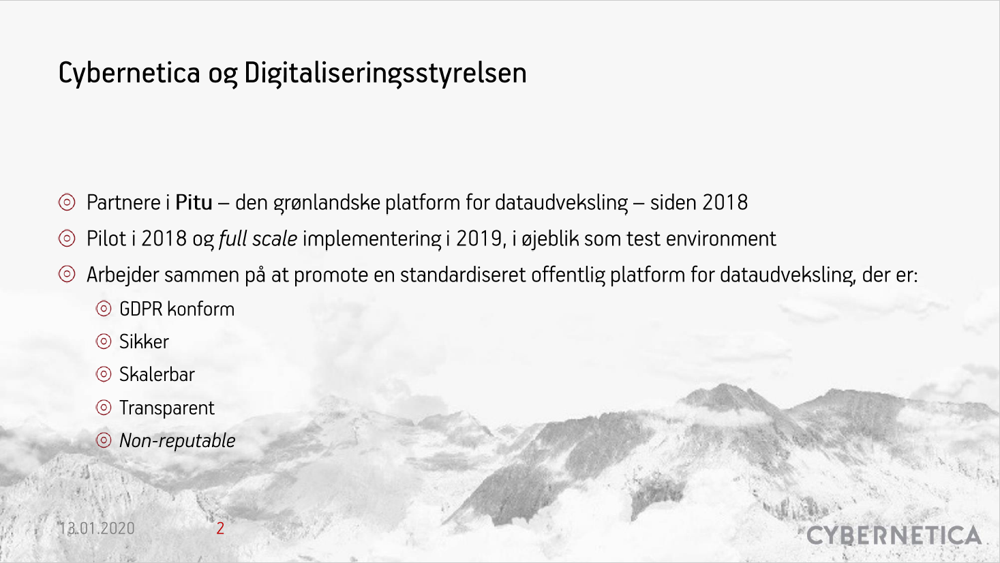 Cybernetica og Digitaliseringsstyrelsen
Partnere i Pitu – den grønlandske platform for dataudveksling – siden 2018
Pilot i 2018 og full scale implementering i 2019, i øjeblik som test environment
Arbejder sammen på at promote en standardiseret offentlig platform for dataudveksling, der er:
GDPR konform
Sikker
Skalerbar
Transparent
Non-reputable
13.01.2020 2
CYBERNETICA